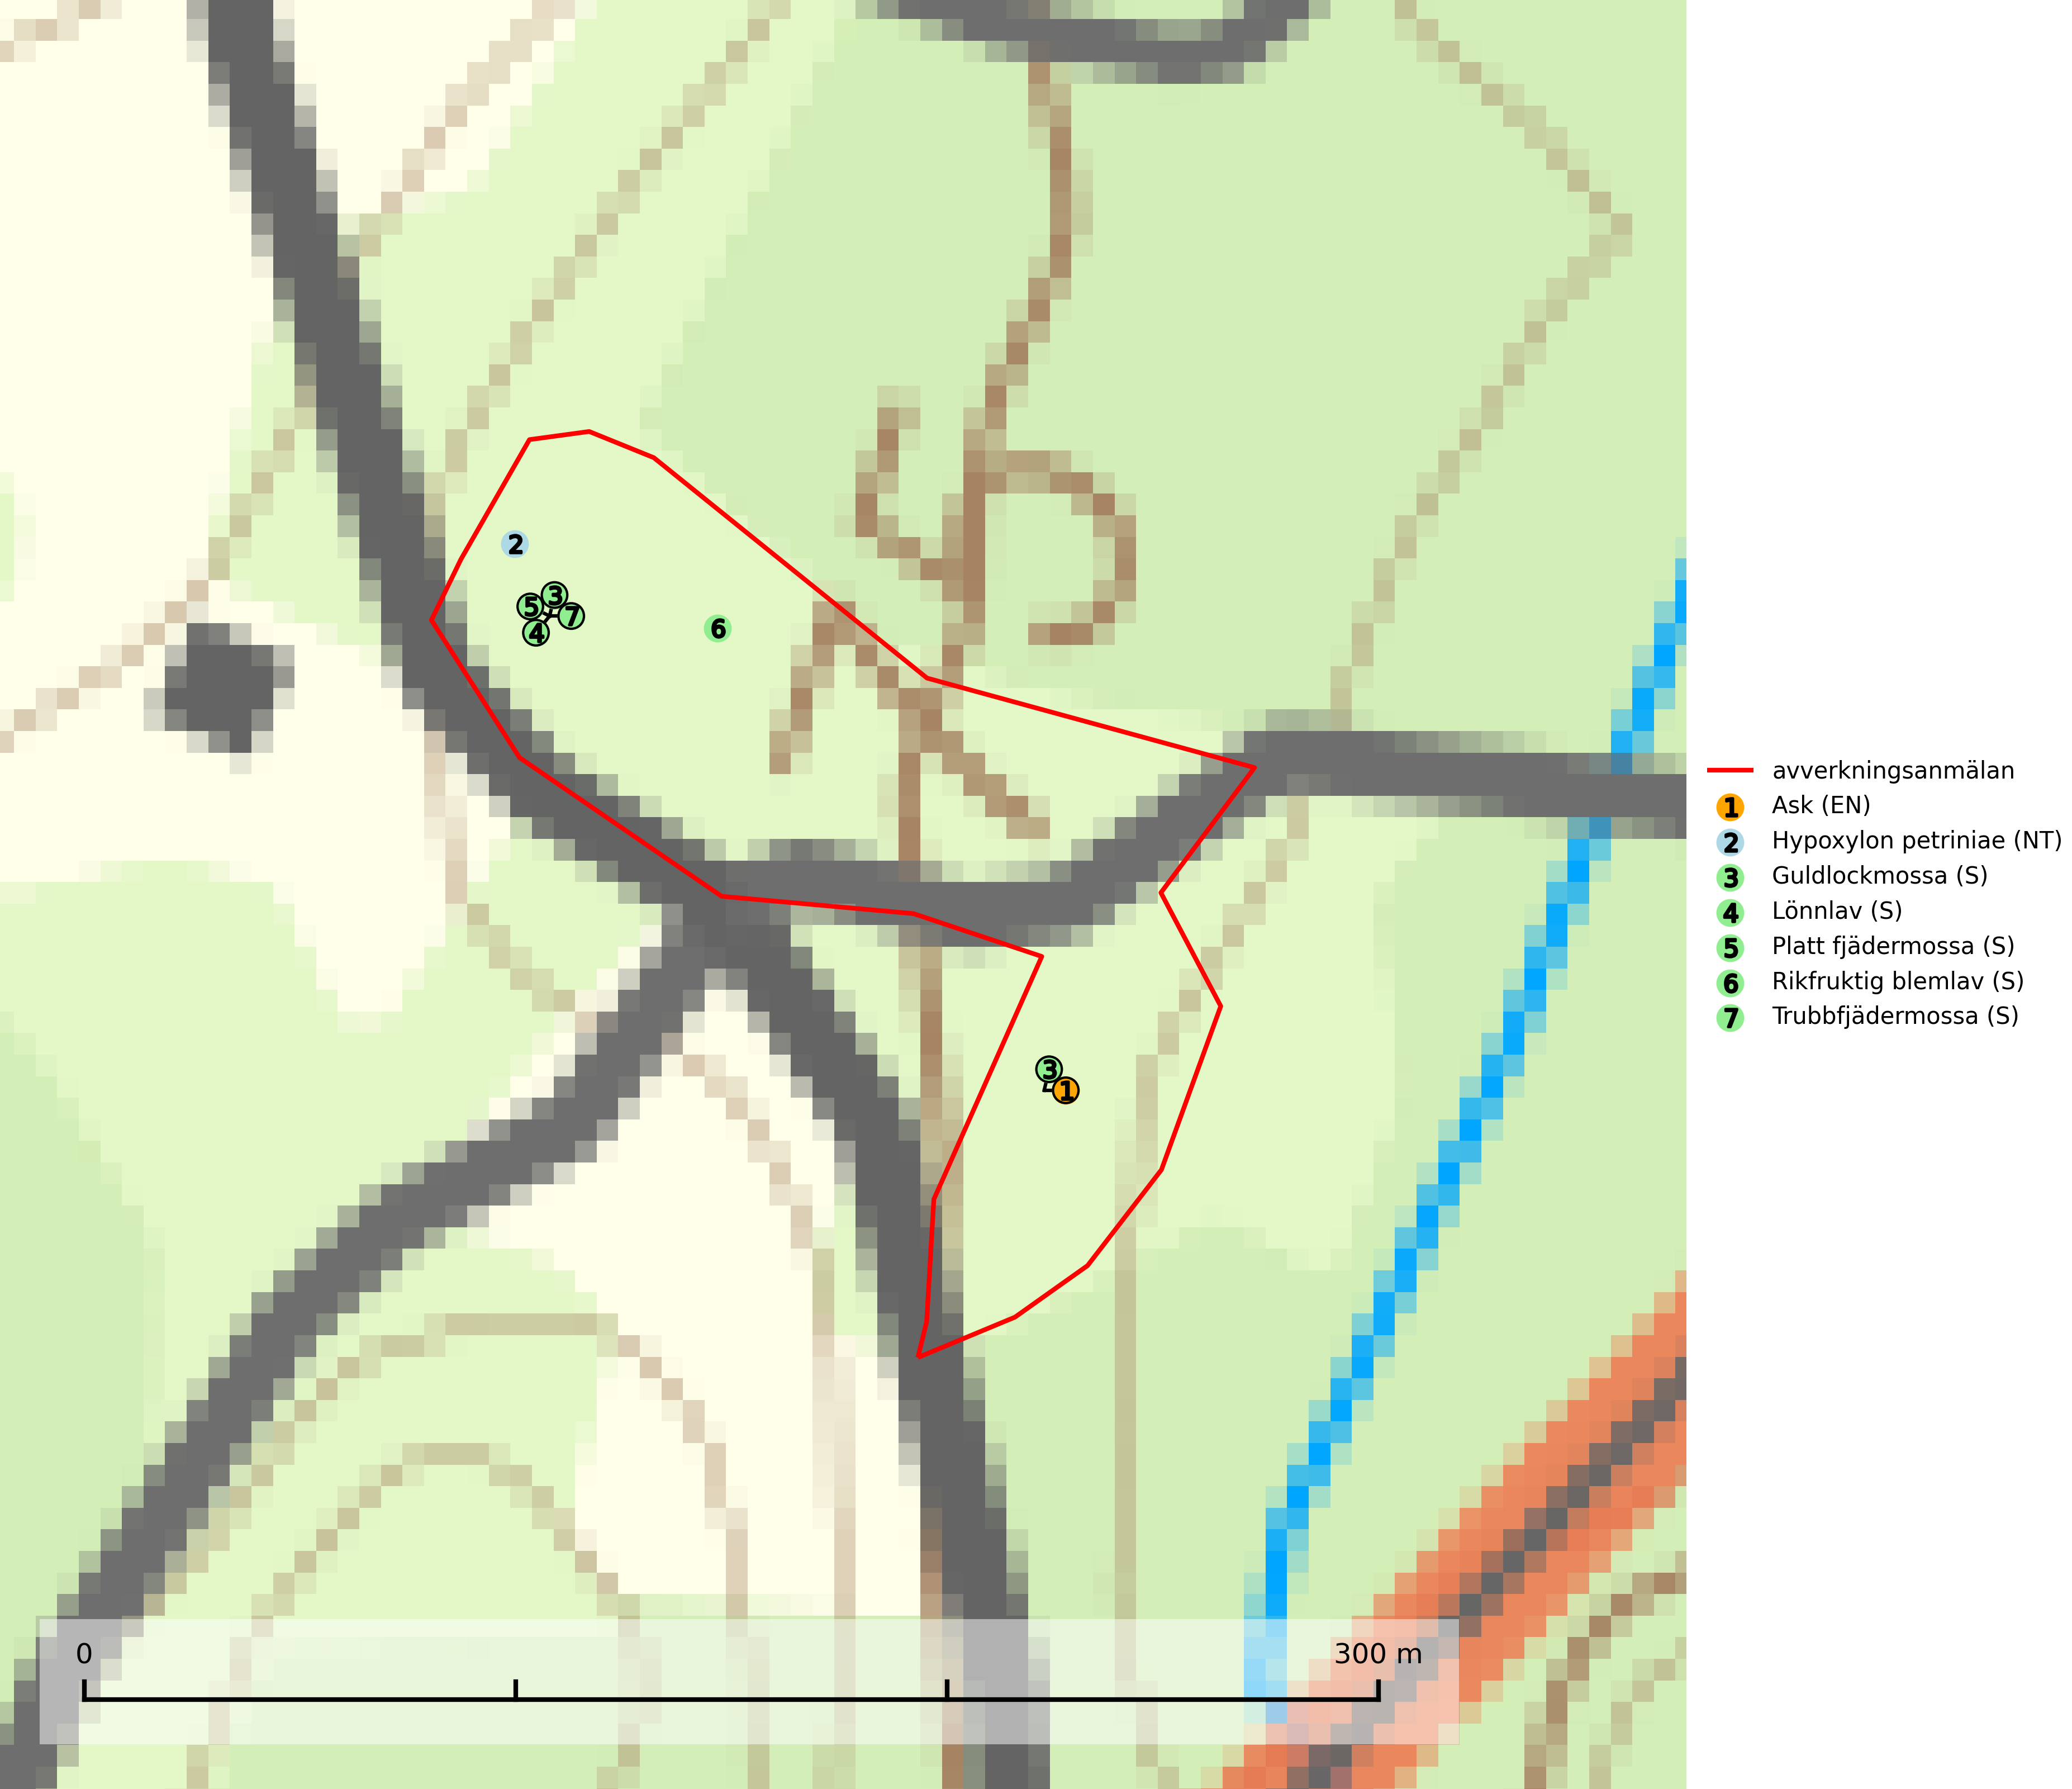 2
3
5
7
4
6
3
1
avverkningsanmälan
1 Ask (EN)
2 Hypoxylon petriniae (NT)
3 Guldlockmossa (S)
4 Lönnlav (S)
5 Platt fjädermossa (S)
6 Rikfruktig blemlav (S)
7 Trubbfjädermossa (S)
0 300 m